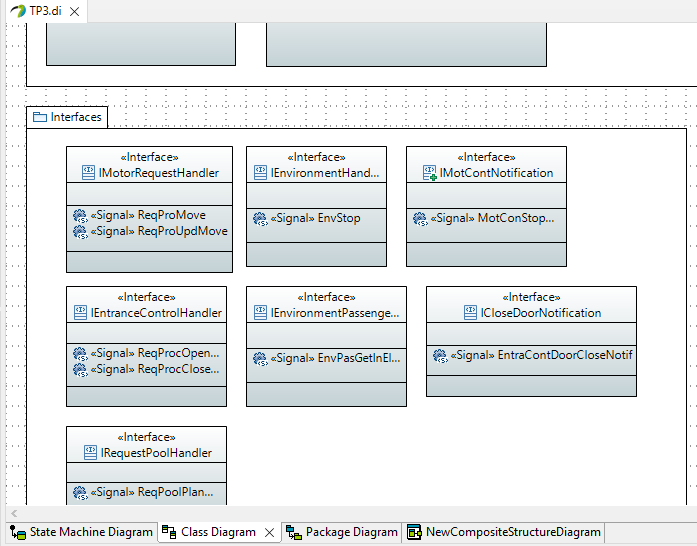 TP3.di
Interfaces
«Interface»
IMotorRequestHandler
«Signal» ReqProMove
«Signal» ReqProUpdMove
«Interface»
IEnvironmentHand...
«Signal» EnvStop
«Interface»
IMotContNotification
«Signal» MotConStop...
«Interface»
IEntranceControlHandler
«Signal» ReqProcOpen...
«Signal» ReqProcClose...
«Interface»
IEnvironmentPassenge...
«Signal» EnvPasGetInEl...
«Interface»
ICloseDoorNotification
«Signal» EntraContDoorCloseNotif
«Interface»
IRequestPoolHandler
«Signal» ReqPoolPlan...
State Machine Diagram
Class Diagram
Package Diagram
NewCompositeStructureDiagram